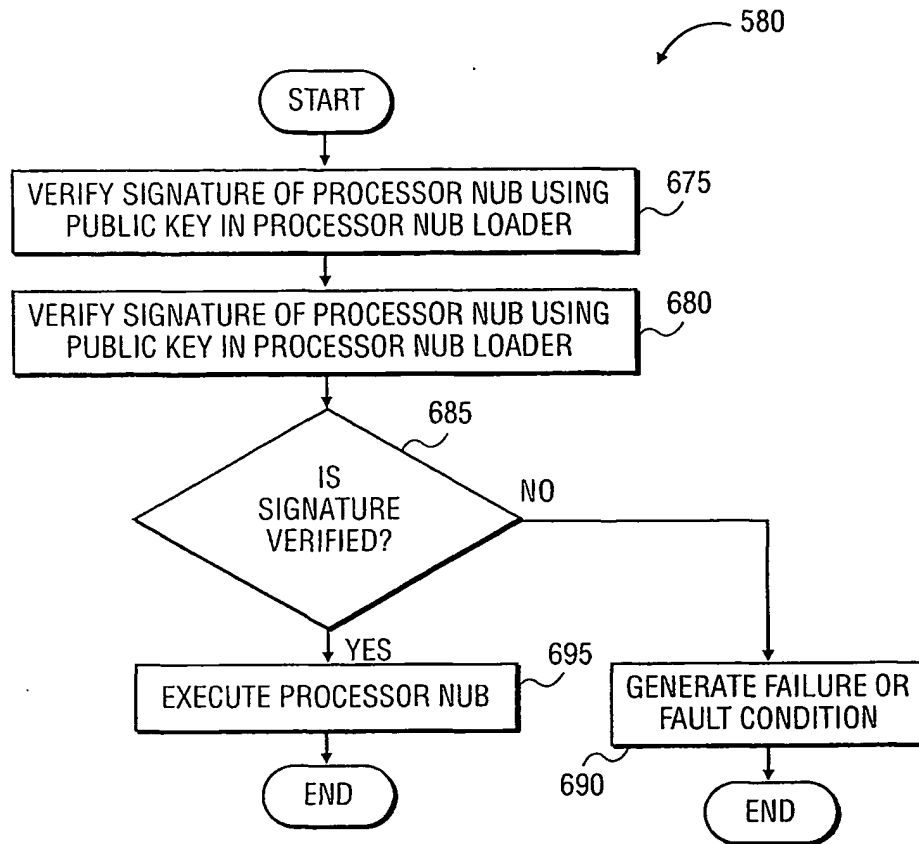 580
START
VERIFY SIGNATURE OF PROCESSOR NUB USING
PUBLIC KEY IN PROCESSOR NUB LOADER
675
VERIFY SIGNATURE OF PROCESSOR NUB USING
PUBLIC KEY IN PROCESSOR NUB LOADER
680
685
IS
SIGNATURE
VERIFIED?
NO
YES
EXECUTE PROCESSOR NUB
695
GENERATE FAILURE OR
FAULT CONDITION
690
END
END